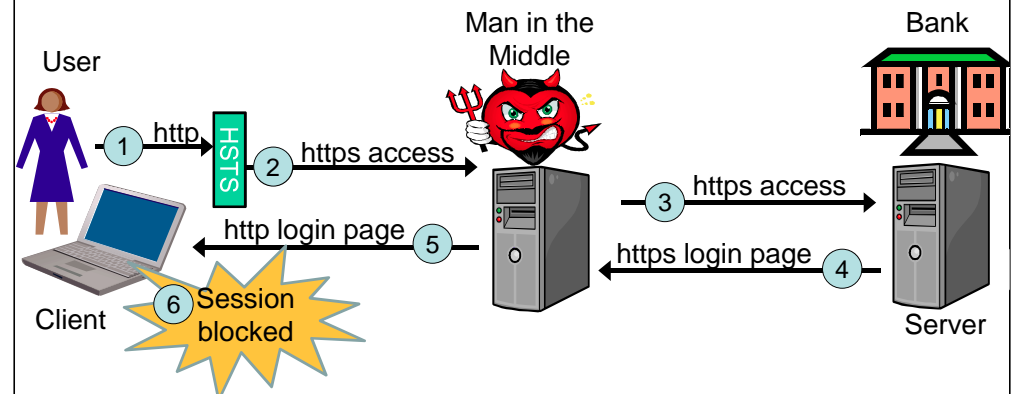 User
Man in the
Middle
Bank
1
http
HSTS
2
https access
3
https access
http login page
5
https login page
4
6
Session
blocked
Client
Server